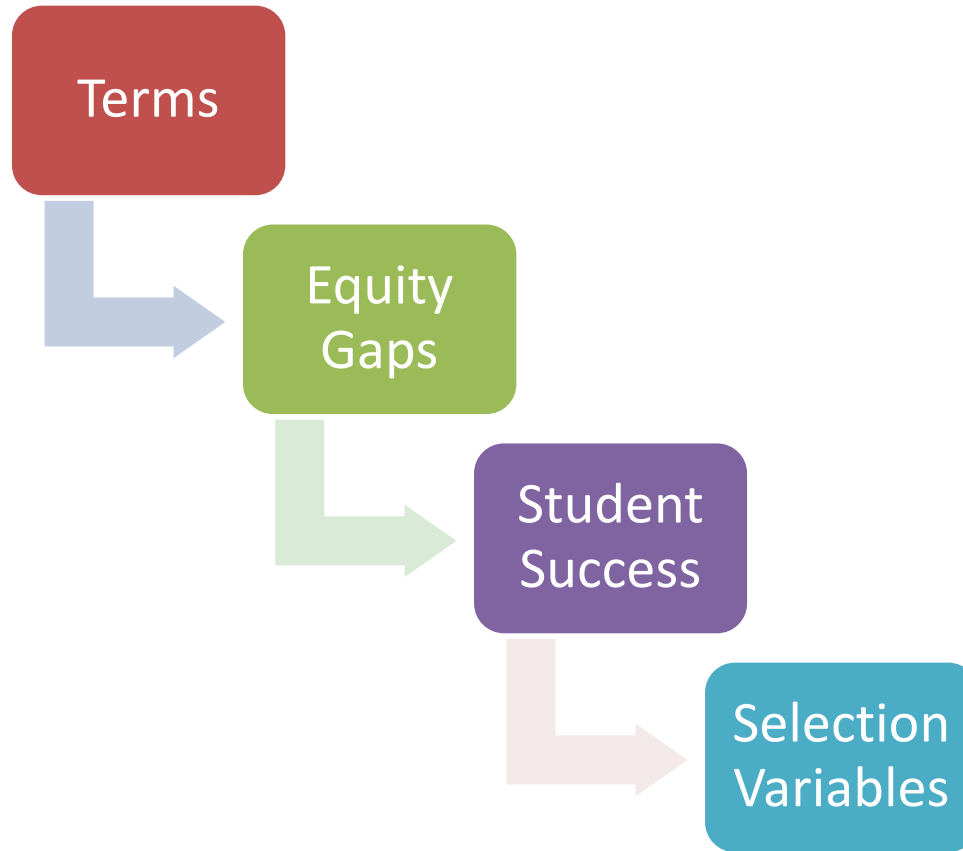 Terms
Equity
Gaps
Student
Success
Selection
Variables